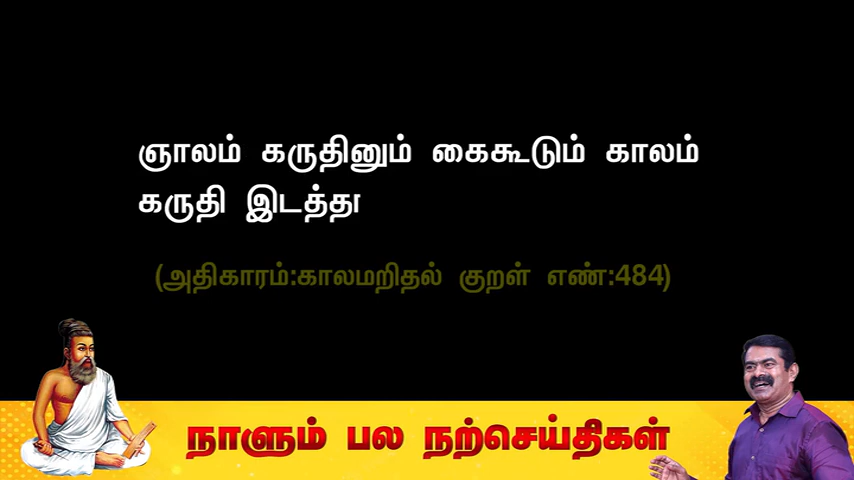 ஞாலம் கருதினும் கைகூடும் காலம்
கருதி இடத்தா
(அதிகாரம்:காலமறிதல் குறள் எண்:484)
நாளும் பல நற்செய்திகள்